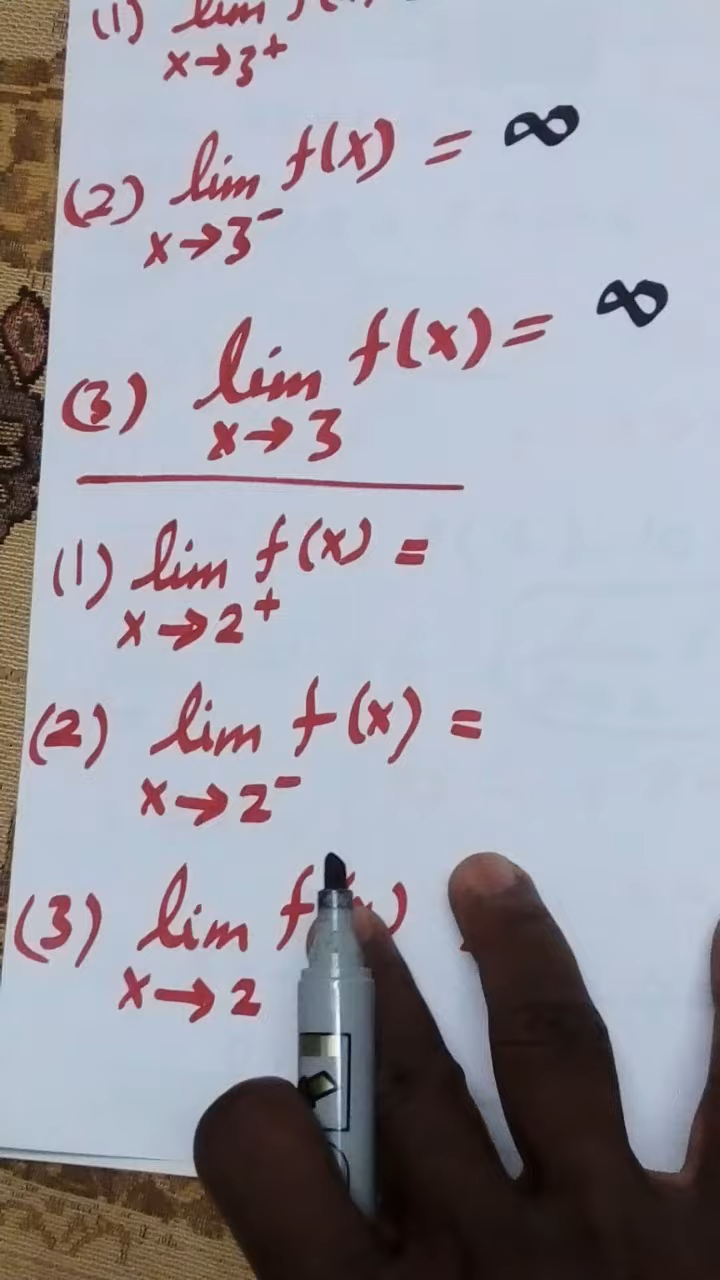 (1) lim
x→3⁺
(2) lim f(x) = ∞
x→3⁻
(3) lim f(x) = ∞
x→3
(1) lim f(x) =
x→2⁺
(2) lim f(x) =
x→2⁻
(3) lim f(x)
x→2